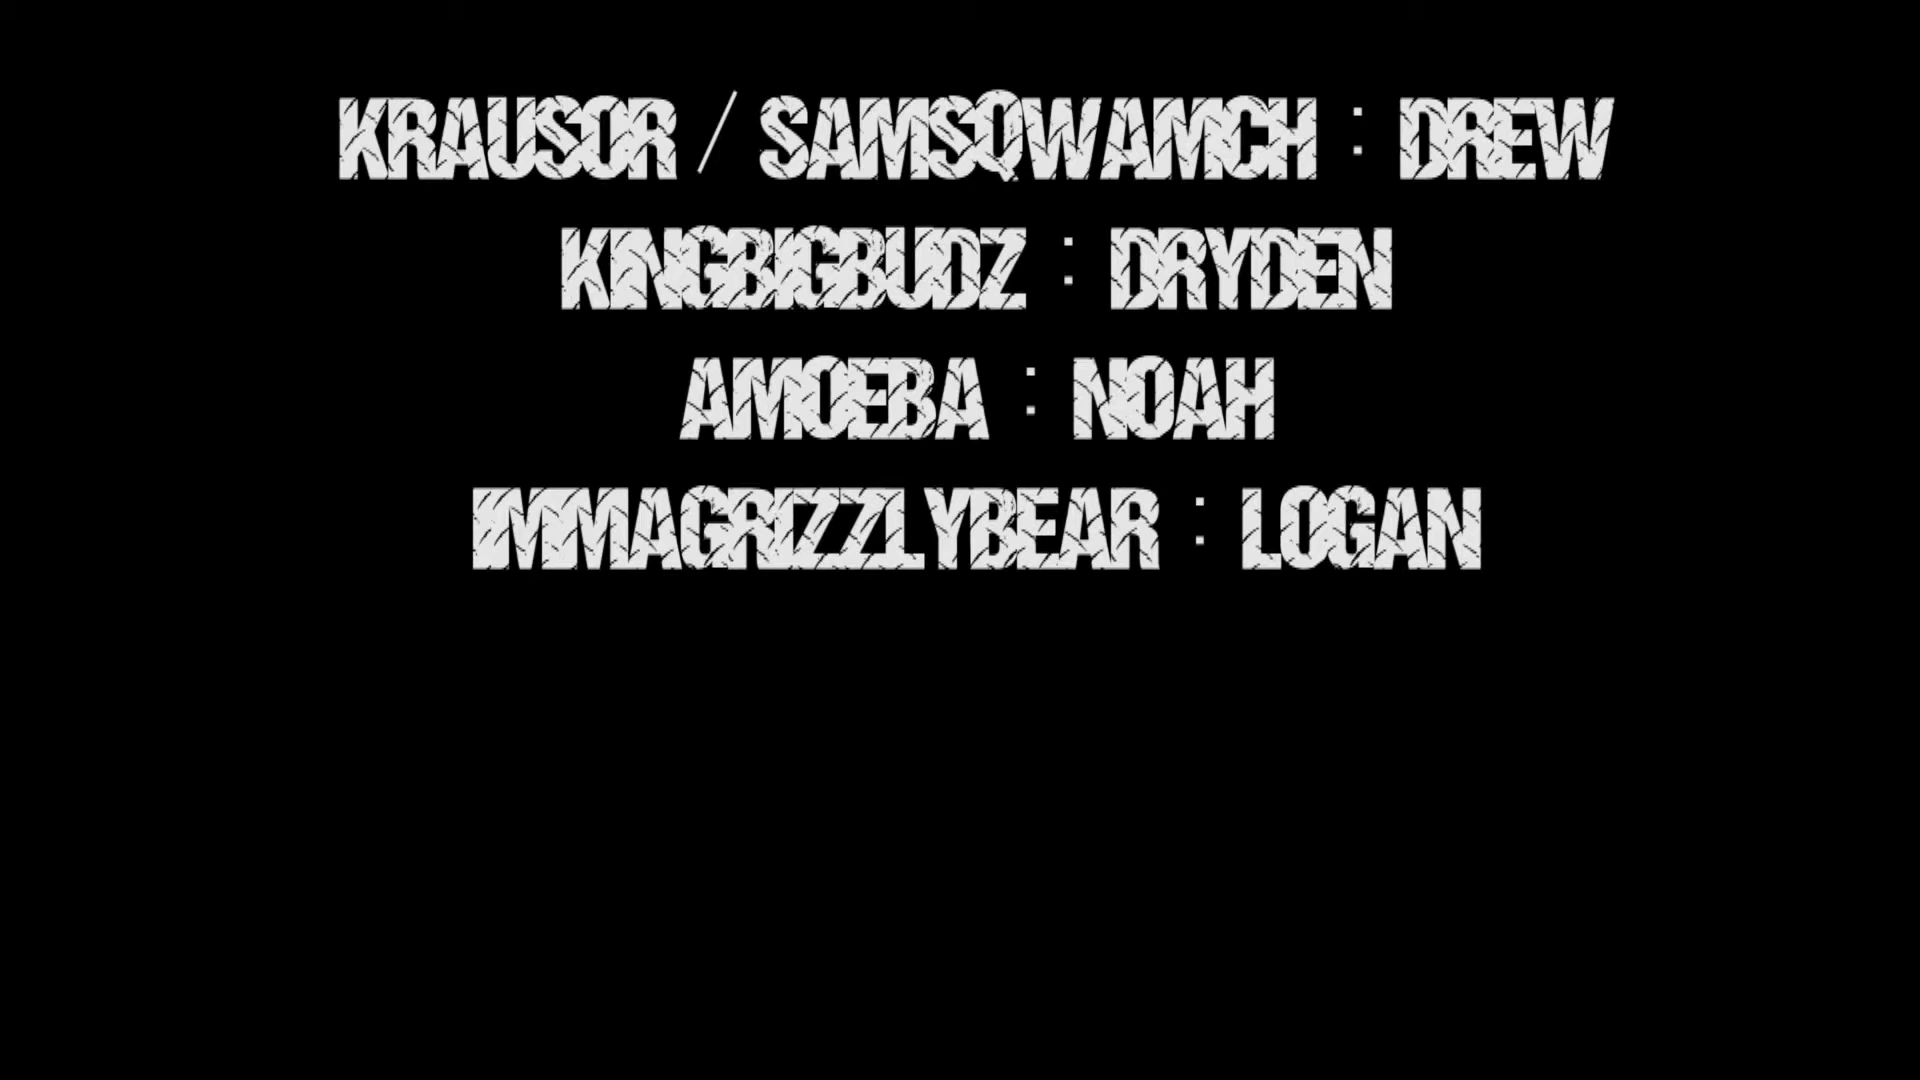 KRAUSOR / SAMSQWAMCH : DREW
KINGBIGBUDZ : DRYDEN
AMOEBA : NOAH
IMMAGRIZZLYBEAR : LOGAN